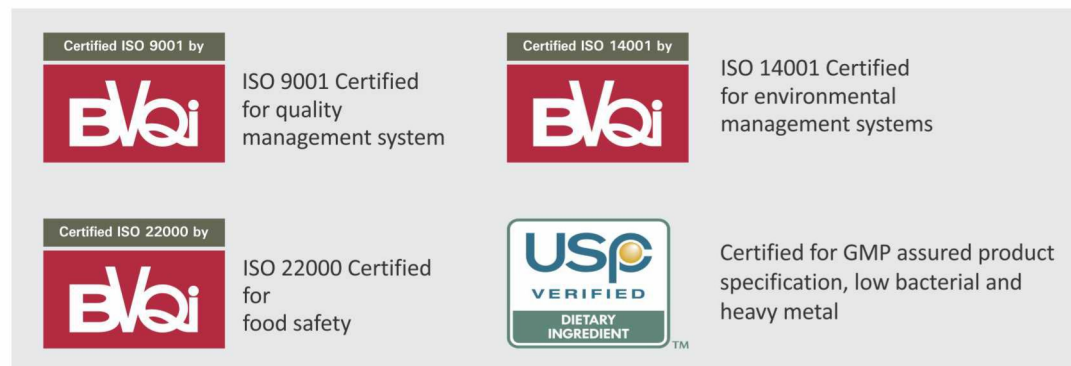 Certified ISO 9001 by
BVQi
ISO 9001 Certified
for quality
management system
Certified ISO 14001 by
BVQi
ISO 14001 Certified
for environmental
management systems
Certified ISO 22000 by
BVQi
ISO 22000 Certified
for
food safety
USP
VERIFIED
DIETARY
INGREDIENT
TM
Certified for GMP assured product
specification, low bacterial and
heavy metal